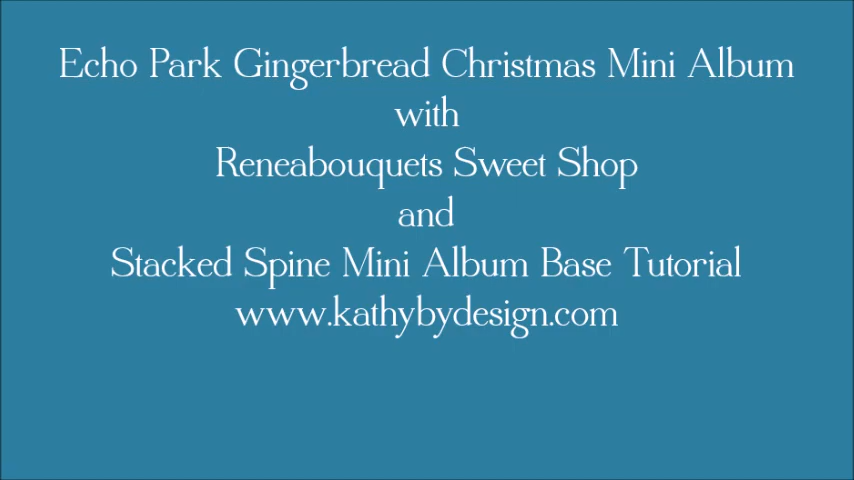 Echo Park Gingerbread Christmas Mini Album
with
Reneabouquets Sweet Shop
and
Stacked Spine Mini Album Base Tutorial
www.kathybydesign.com